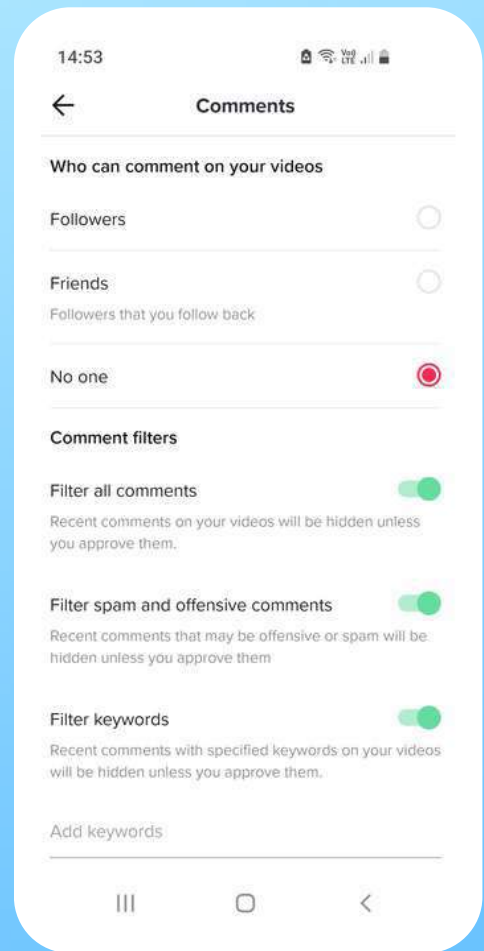 14:53
Vo)) LTE
Comments
Who can comment on your videos
Followers
Friends
Followers that you follow back
No one
Comment filters
Filter all comments
Recent comments on your videos will be hidden unless
you approve them.
Filter spam and offensive comments
Recent comments that may be offensive or spam will be
hidden unless you approve them
Filter keywords
Recent comments with specified keywords on your videos
will be hidden unless you approve them.
Add keywords